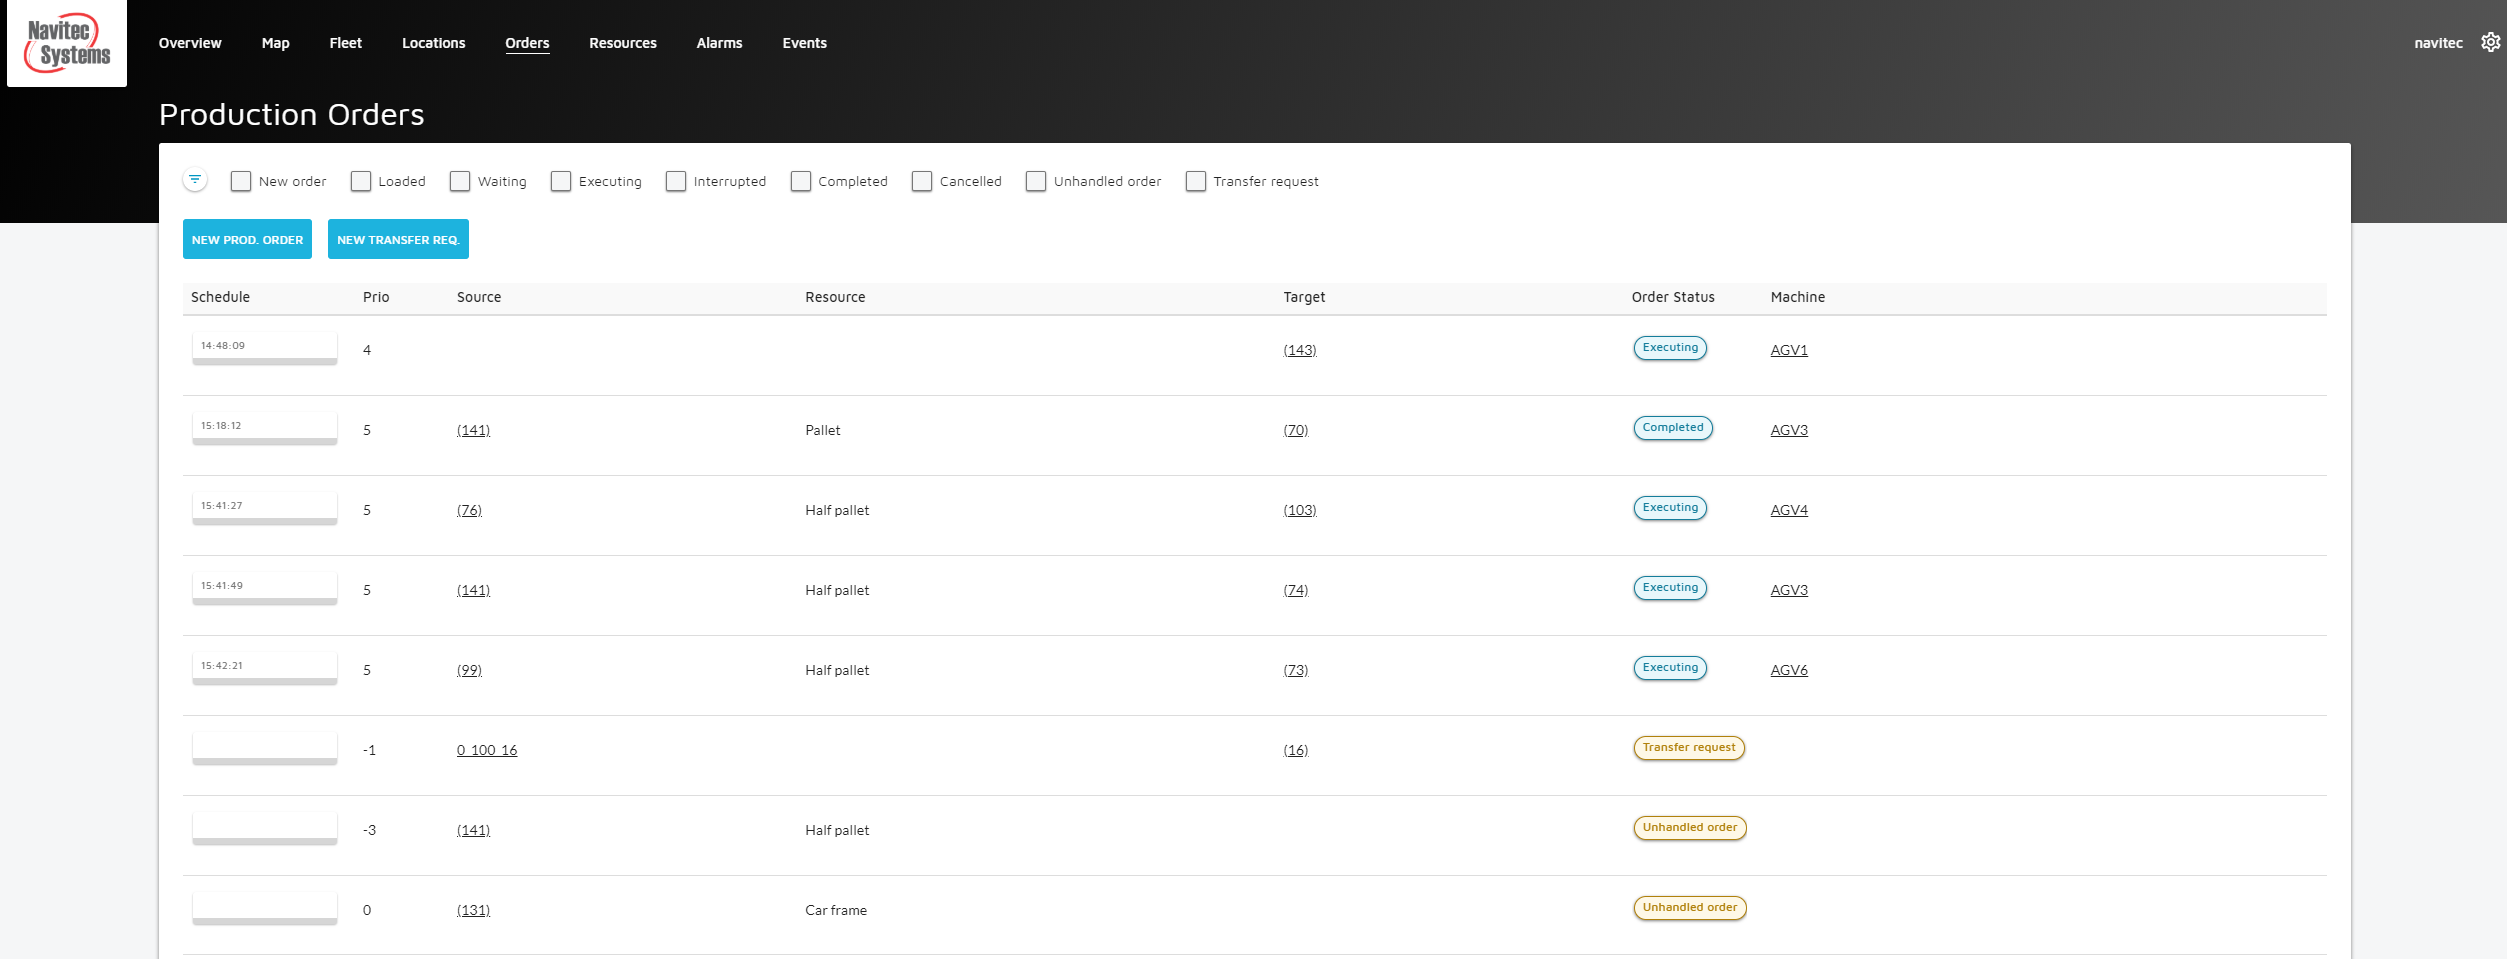 Navitec
Systems
Overview Map Fleet Locations Orders Resources Alarms Events navitec
Production Orders
New order Loaded Waiting Executing Interrupted Completed Cancelled Unhandled order Transfer request
NEW PROD. ORDER NEW TRANSFER REQ.
Schedule Prio Source Resource Target Order Status Machine
14:48:09 4 (143) Executing AGV1
15:18:12 5 (141) Pallet (70) Completed AGV3
15:41:27 5 (76) Half pallet (103) Executing AGV4
15:41:49 5 (141) Half pallet (74) Executing AGV3
15:42:21 5 (99) Half pallet (73) Executing AGV6
-1 0_100_16 (16) Transfer request
-3 (141) Half pallet Unhandled order
0 (131) Car frame Unhandled order